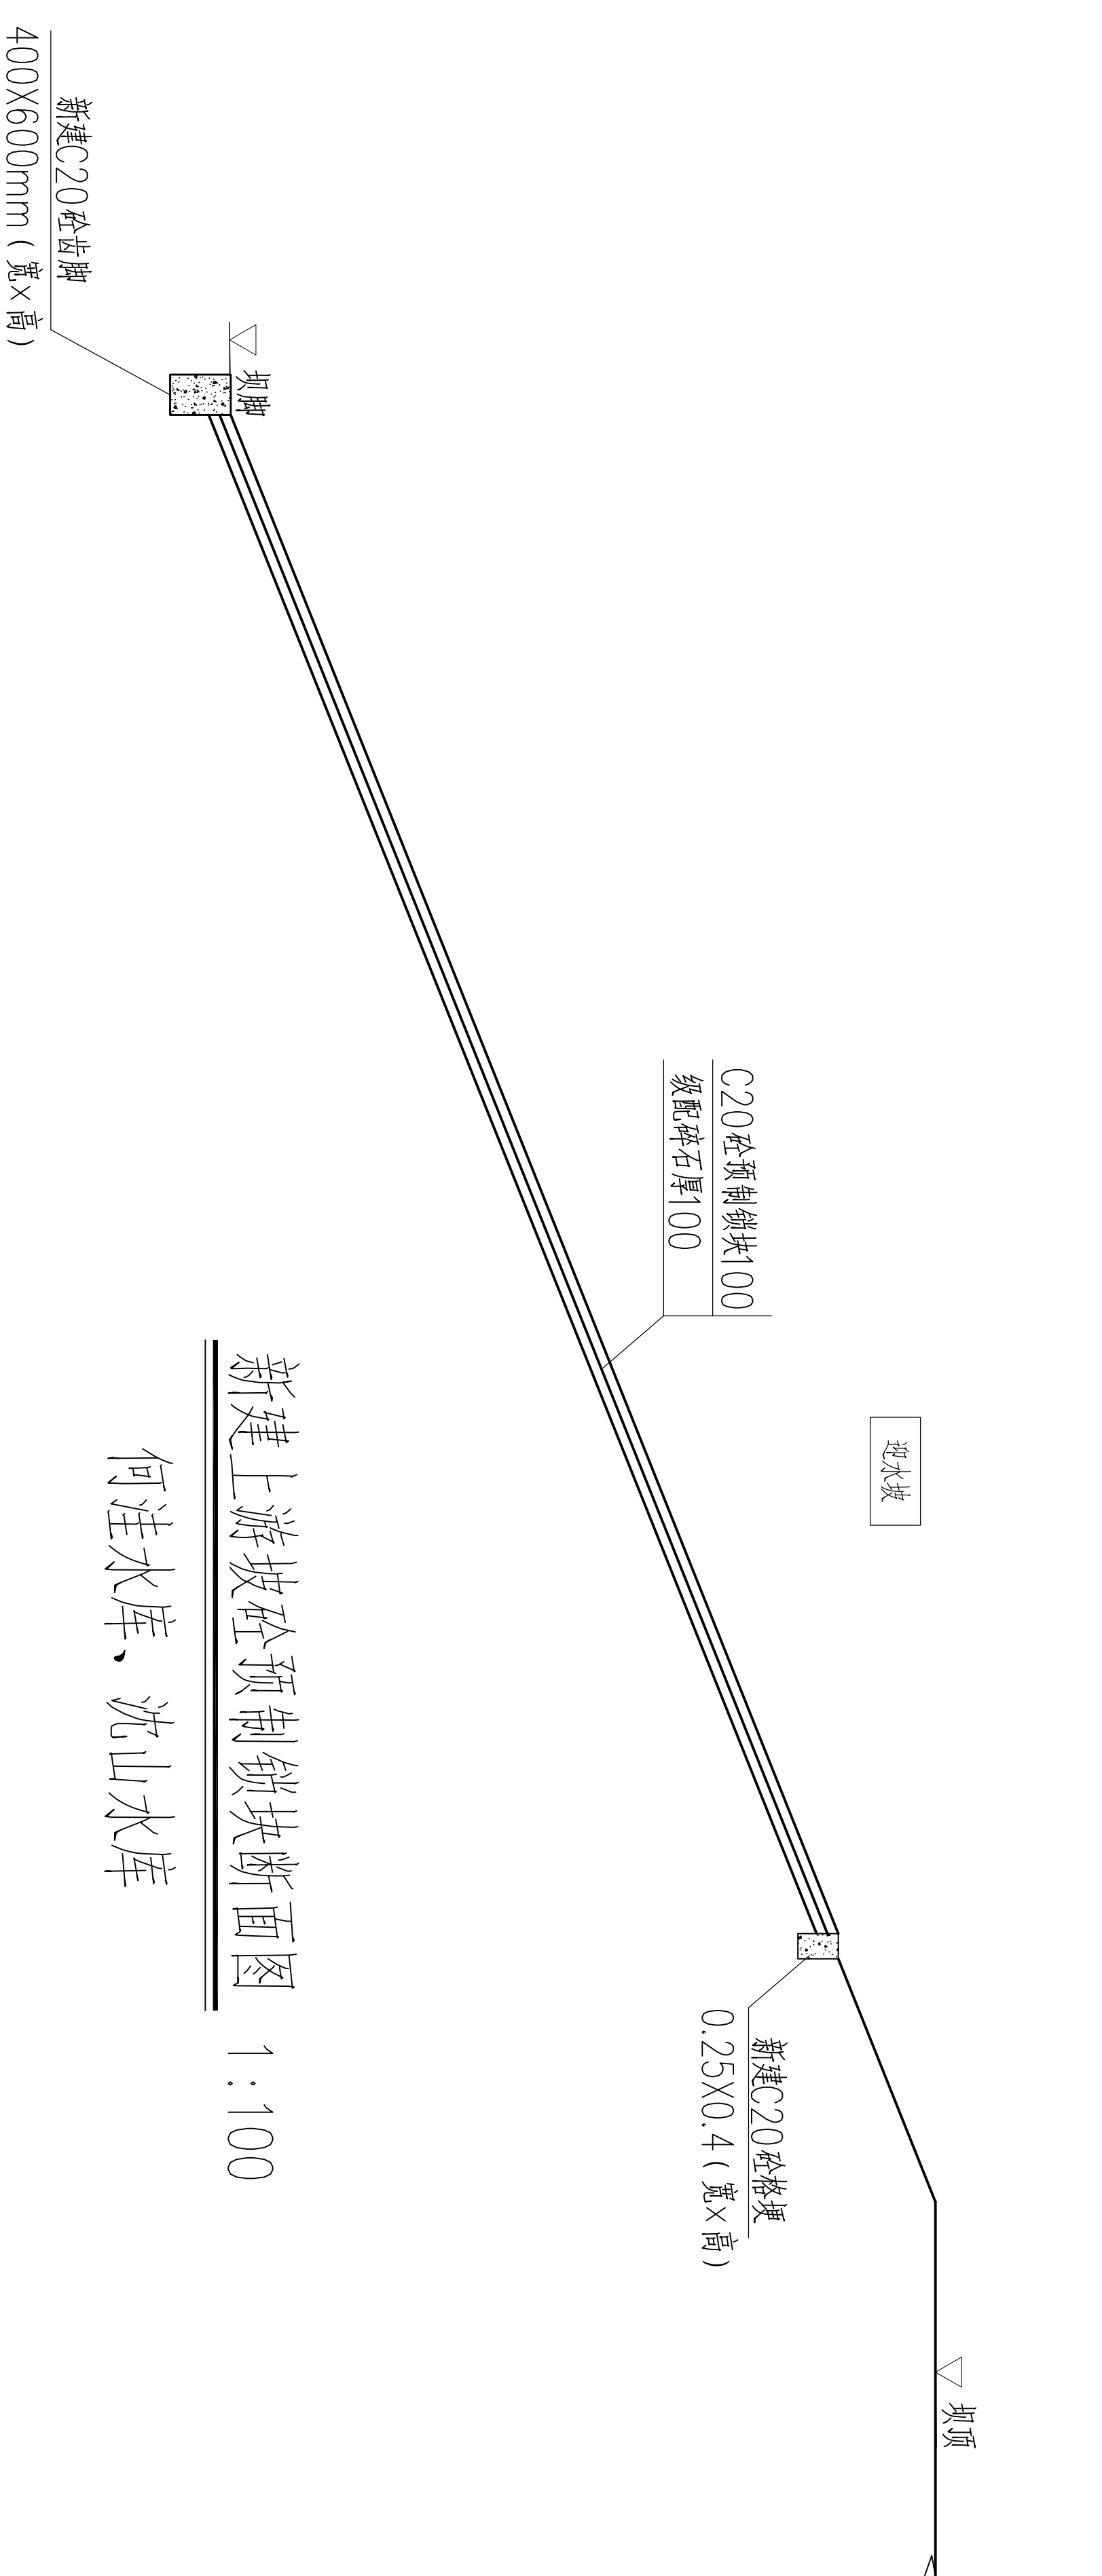 坝顶
迎水坡
C20砼预制锁块100
级配碎石厚100
新建C20砼格埂
0.25X0.4(宽×高)
坝脚
新建C20砼齿脚
400X600mm(宽×高)
新建上游坡砼预制锁块断面图 1:100
何洼水库、沈山水库